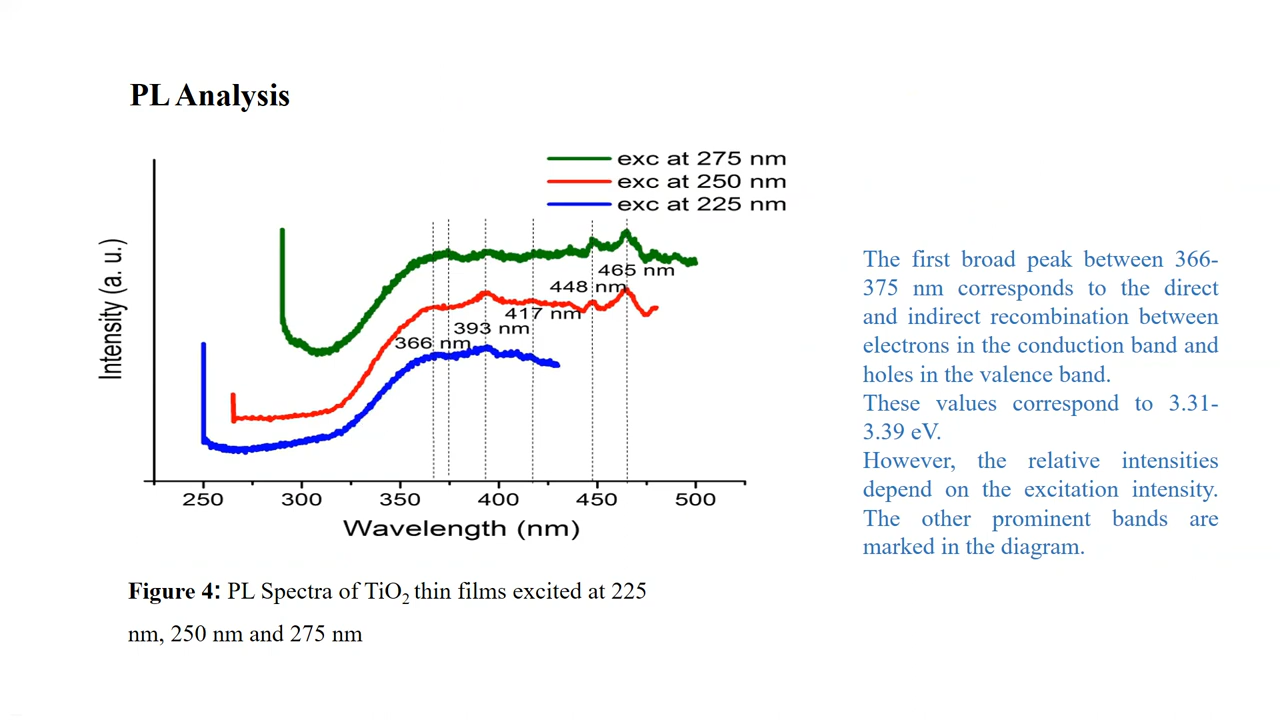 PL Analysis
exc at 275 nm
exc at 250 nm
exc at 225 nm
Intensity (a. u.)
465 nm
448 nm
417 nm
393 nm
366 nm
250 300 350 400 450 500
Wavelength (nm)
Figure 4: PL Spectra of TiO₂ thin films excited at 225
nm, 250 nm and 275 nm
The first broad peak between 366-
375 nm corresponds to the direct
and indirect recombination between
electrons in the conduction band and
holes in the valence band.
These values correspond to 3.31-
3.39 eV.
However, the relative intensities
depend on the excitation intensity.
The other prominent bands are
marked in the diagram.